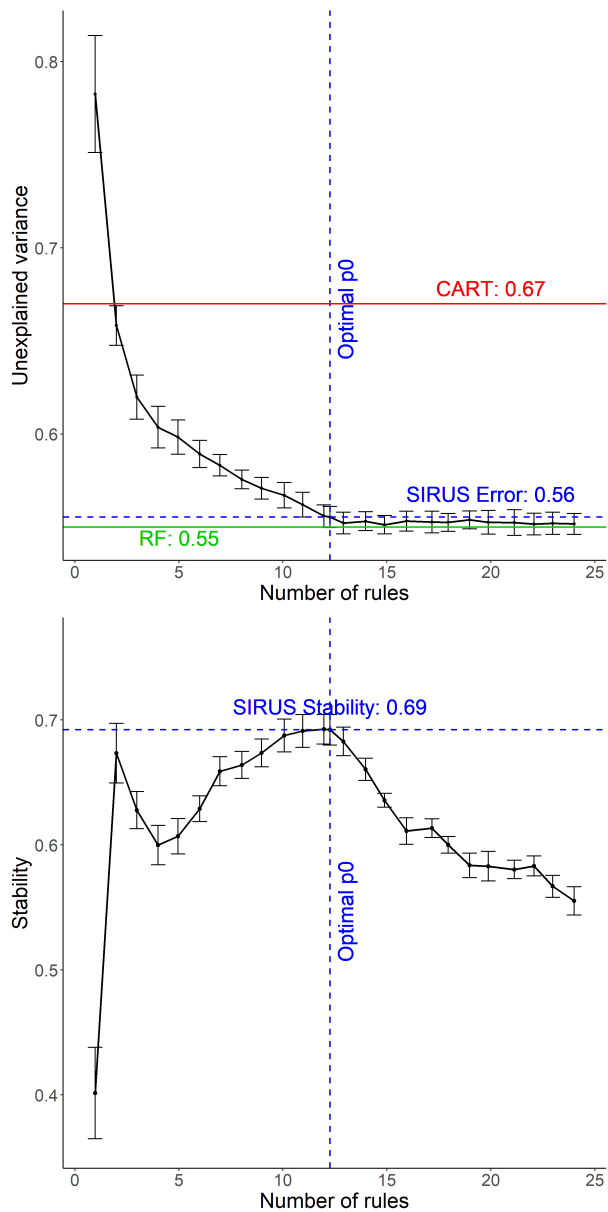 0.8
0.7
0.6
Unexplained variance
Optimal p0
CART: 0.67
SIRUS Error: 0.56
RF: 0.55
0 5 10 15 20 25
Number of rules
0.7
0.6
0.5
0.4
Stability
SIRUS Stability: 0.69
Optimal p0
0 5 10 15 20 25
Number of rules